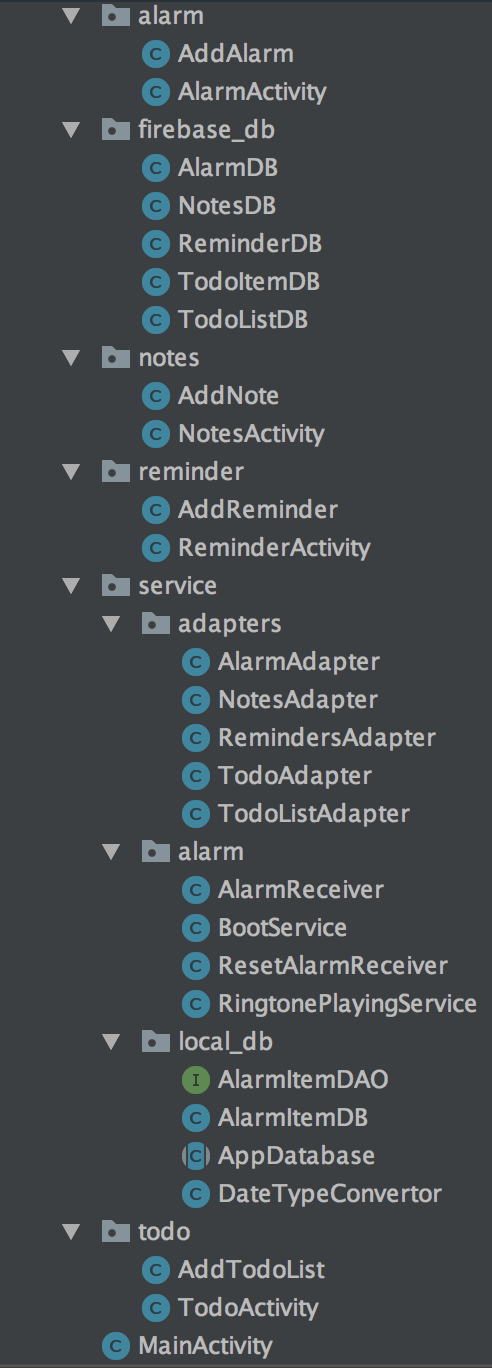 alarm
AddAlarm
AlarmActivity
firebase_db
AlarmDB
NotesDB
ReminderDB
TodoItemDB
TodoListDB
notes
AddNote
NotesActivity
reminder
AddReminder
ReminderActivity
service
adapters
AlarmAdapter
NotesAdapter
RemindersAdapter
TodoAdapter
TodoListAdapter
alarm
AlarmReceiver
BootService
ResetAlarmReceiver
RingtonePlayingService
local_db
AlarmItemDAO
AlarmItemDB
AppDatabase
DateTypeConvertor
todo
AddTodoList
TodoActivity
MainActivity